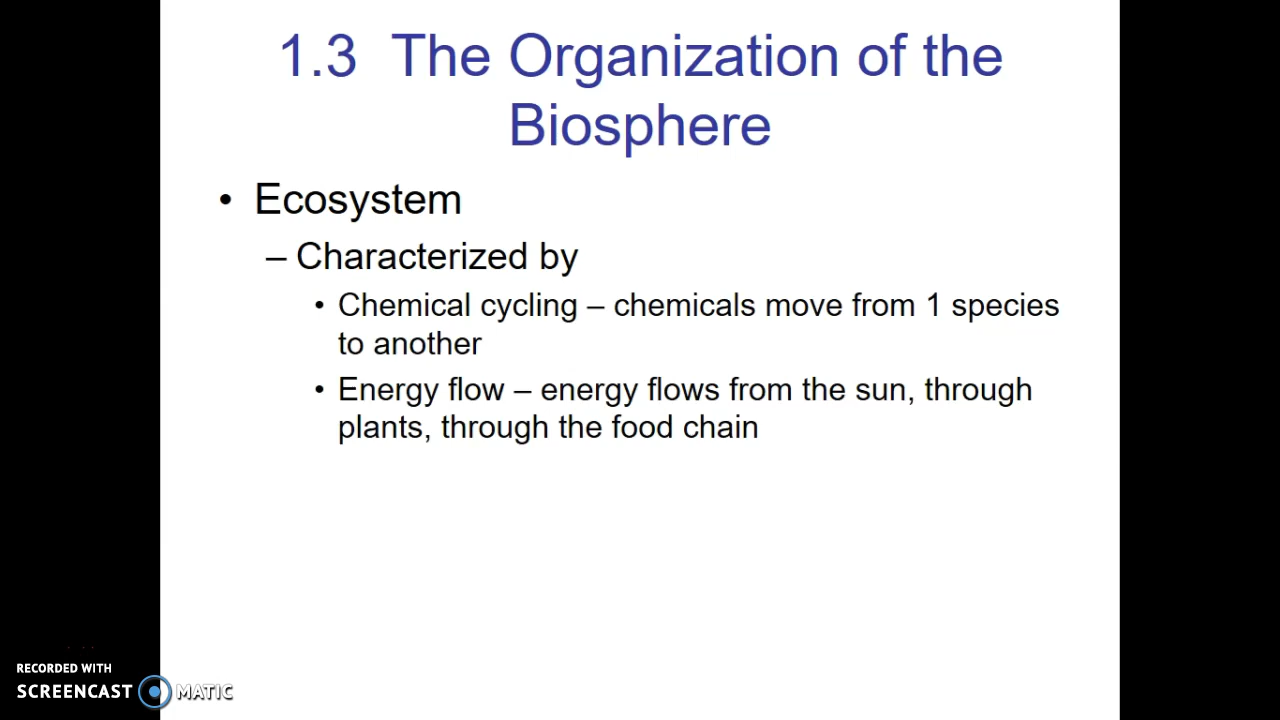 1.3 The Organization of the
Biosphere
• Ecosystem
– Characterized by
• Chemical cycling – chemicals move from 1 species
to another
• Energy flow – energy flows from the sun, through
plants, through the food chain
RECORDED WITH
SCREENCAST MATIC